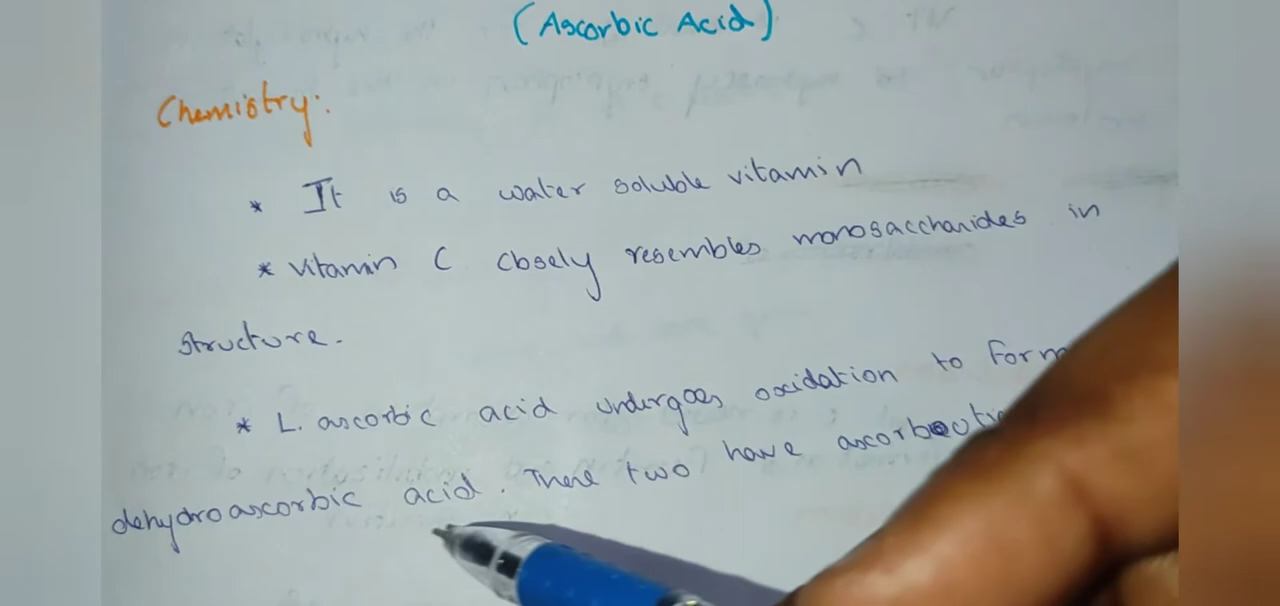 (Ascorbic Acid)
Chemistry:
* It is a water soluble vitamin
* vitamin C closely resembles monosaccharides in
structure.
* L. ascorbic acid undergoes oxidation to form
dehydroascorbic acid. These two have